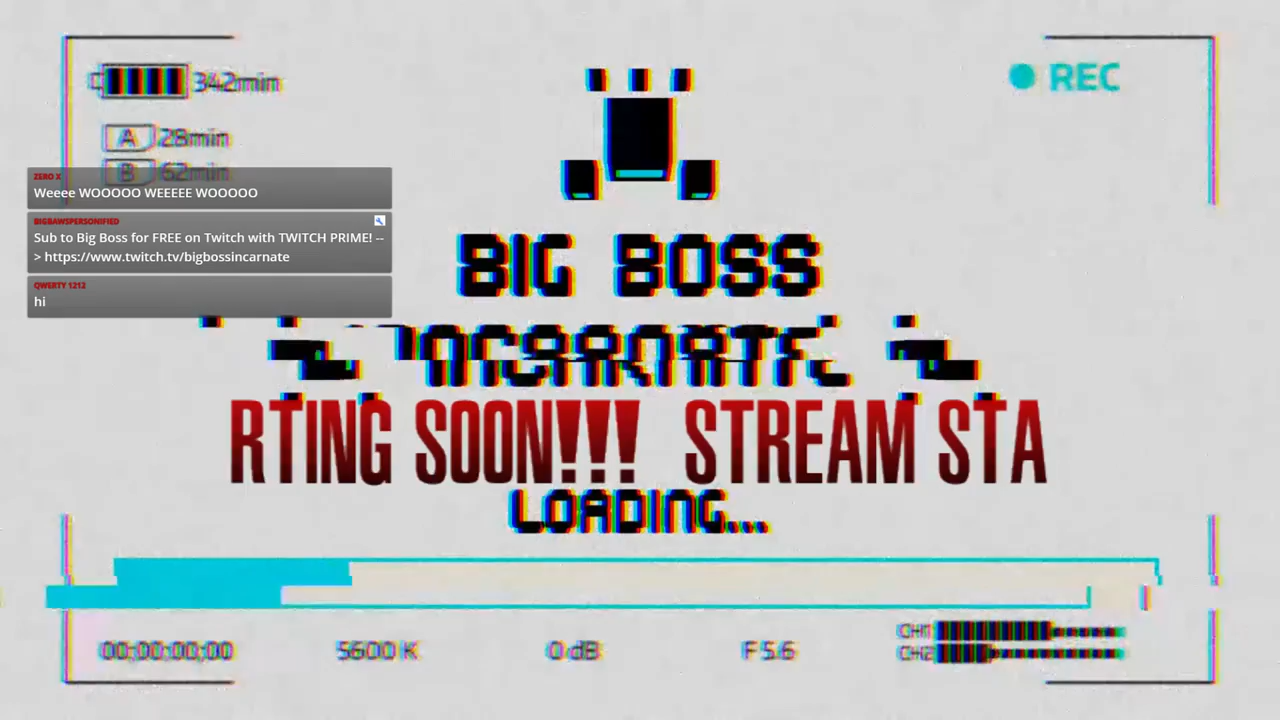 342min
REC
A 28min
B 62min
ZERO X
Weeee WOOOOO WEEEEE WOOOOO
BIGBAWSPERSONIFIED
Sub to Big Boss for FREE on Twitch with TWITCH PRIME! --
> https://www.twitch.tv/bigbossincarnate
QWERTY 1212
hi
BIG BOSS
INCARNATE
RTING SOON!!! STREAM STA
LOADING...
00;00;00;00
5600 K
0 dB
F 5.6
CH1
CH2